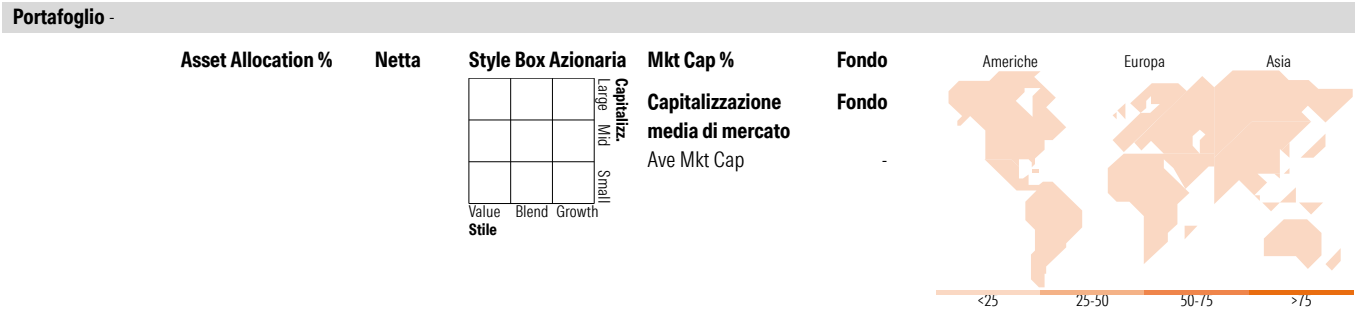 Portafoglio -
Asset Allocation % Netta
Style Box Azionaria
Capitalizz.
Large Mid Small
Value Blend Growth
Stile
Mkt Cap % Fondo
Capitalizzazione Fondo
media di mercato
Ave Mkt Cap -
Americhe Europa Asia
<25 25-50 50-75 >75